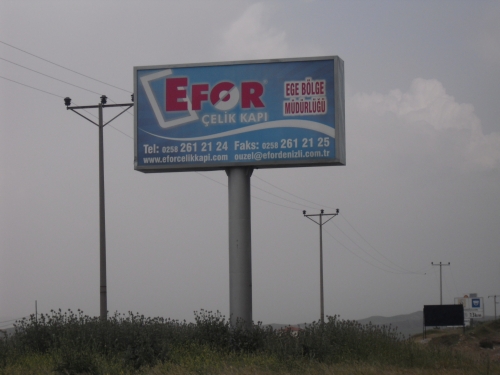 EFOR
ÇELİK KAPI
EGE BÖLGE
MÜDÜRLÜĞÜ
Tel: 0258 261 21 24 Faks: 0258 261 21 25
www.eforcelikkapi.com ouzel@efordenizli.com.tr